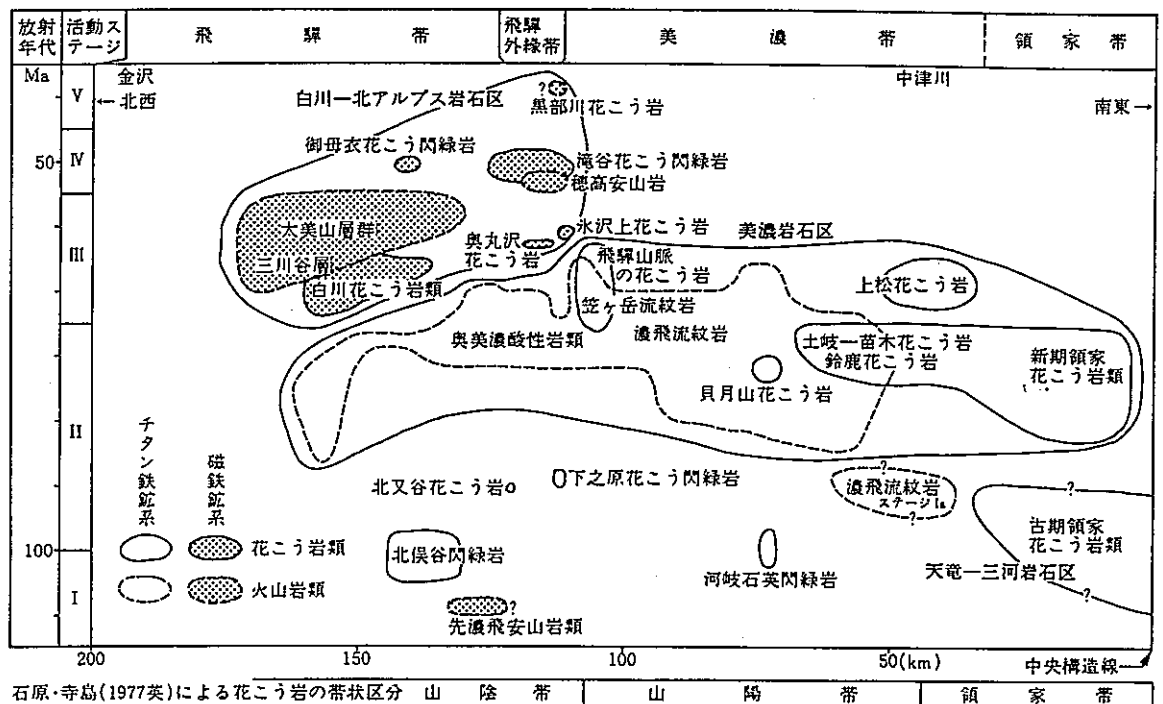 放射年代 活動ステージ 飛騨帯 飛騨外縁帯 美濃帯 領家帯
Ma 金沢 中津川
←北西 南東→
V 白川—北アルプス岩石区 ? 黒部川花こう岩
御母衣花こう閃緑岩
50 IV 滝谷花こう閃緑岩
穂高安山岩
太美山層群 氷沢上花こう岩 美濃岩石区
奥丸沢花こう岩
III 三川谷層 飛騨山脈の花こう岩
白川花こう岩類 上松花こう岩
笠ヶ岳流紋岩
奥美濃酸性岩類 濃飛流紋岩 土岐—苗木花こう岩
鈴鹿花こう岩 新期領家花こう岩類
貝月山花こう岩
II
チタン鉄鉱系 磁鉄鉱系
北又谷花こう岩 下之原花こう閃緑岩 ? 濃飛流紋岩 ?
ステージIa
?
100 花こう岩類 北俣谷閃緑岩 古期領家花こう岩類
河岐石英閃緑岩 天竜—三河岩石区
I 火山岩類 ? ?
先濃飛安山岩類
200 150 100 50(km) 中央構造線
石原・寺島(1977英)による花こう岩の帯状区分 山陰帯 山陽帯 領家帯